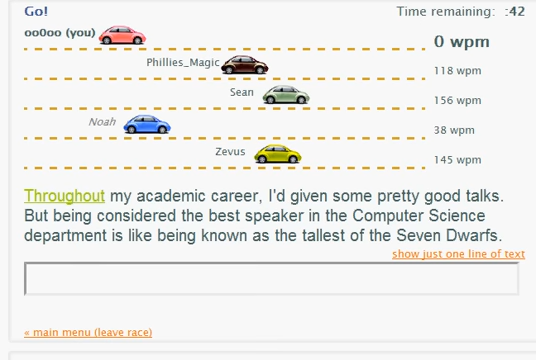 Go! Time remaining: :42
oo0oo (you) 0 wpm
Phillies_Magic 118 wpm
Sean 156 wpm
Noah 38 wpm
Zevus 145 wpm
Throughout my academic career, I'd given some pretty good talks.
But being considered the best speaker in the Computer Science
department is like being known as the tallest of the Seven Dwarfs.
show just one line of text
« main menu (leave race)